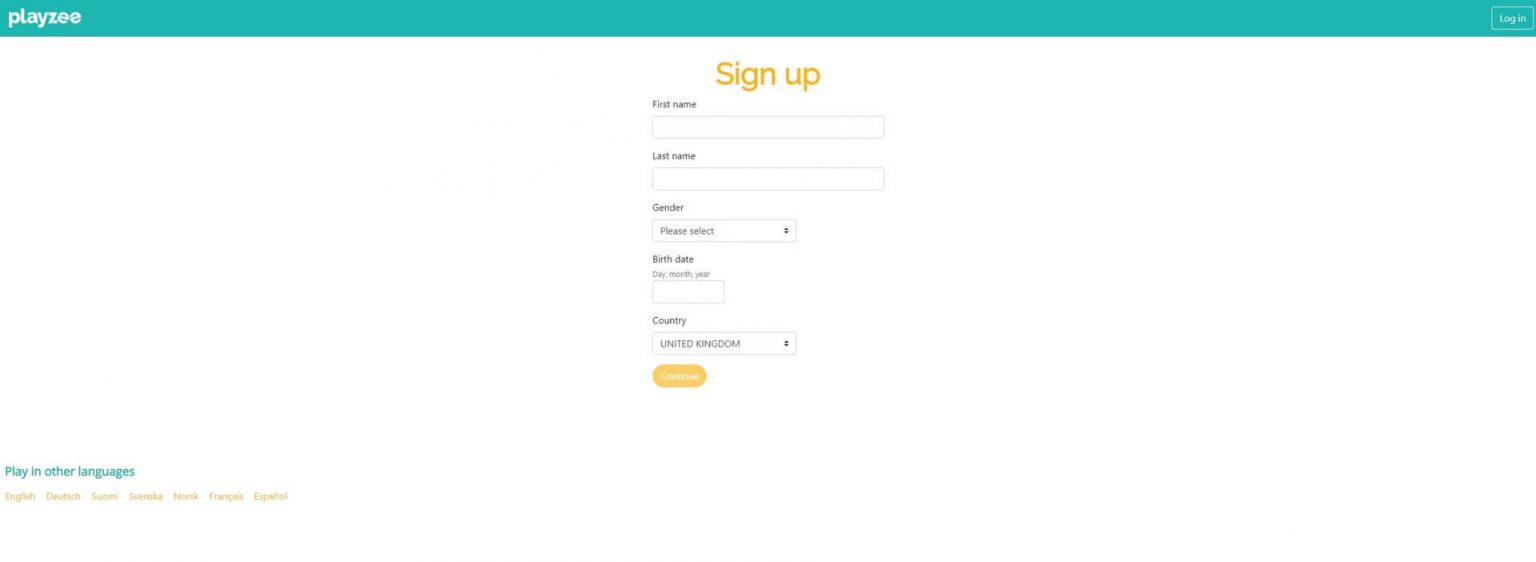 playzee
Log in
Sign up
First name
Last name
Gender
Please select
Birth date
Day, month, year
Country
UNITED KINGDOM
Continue
Play in other languages
English Deutsch Suomi Svenska Norsk Français Español